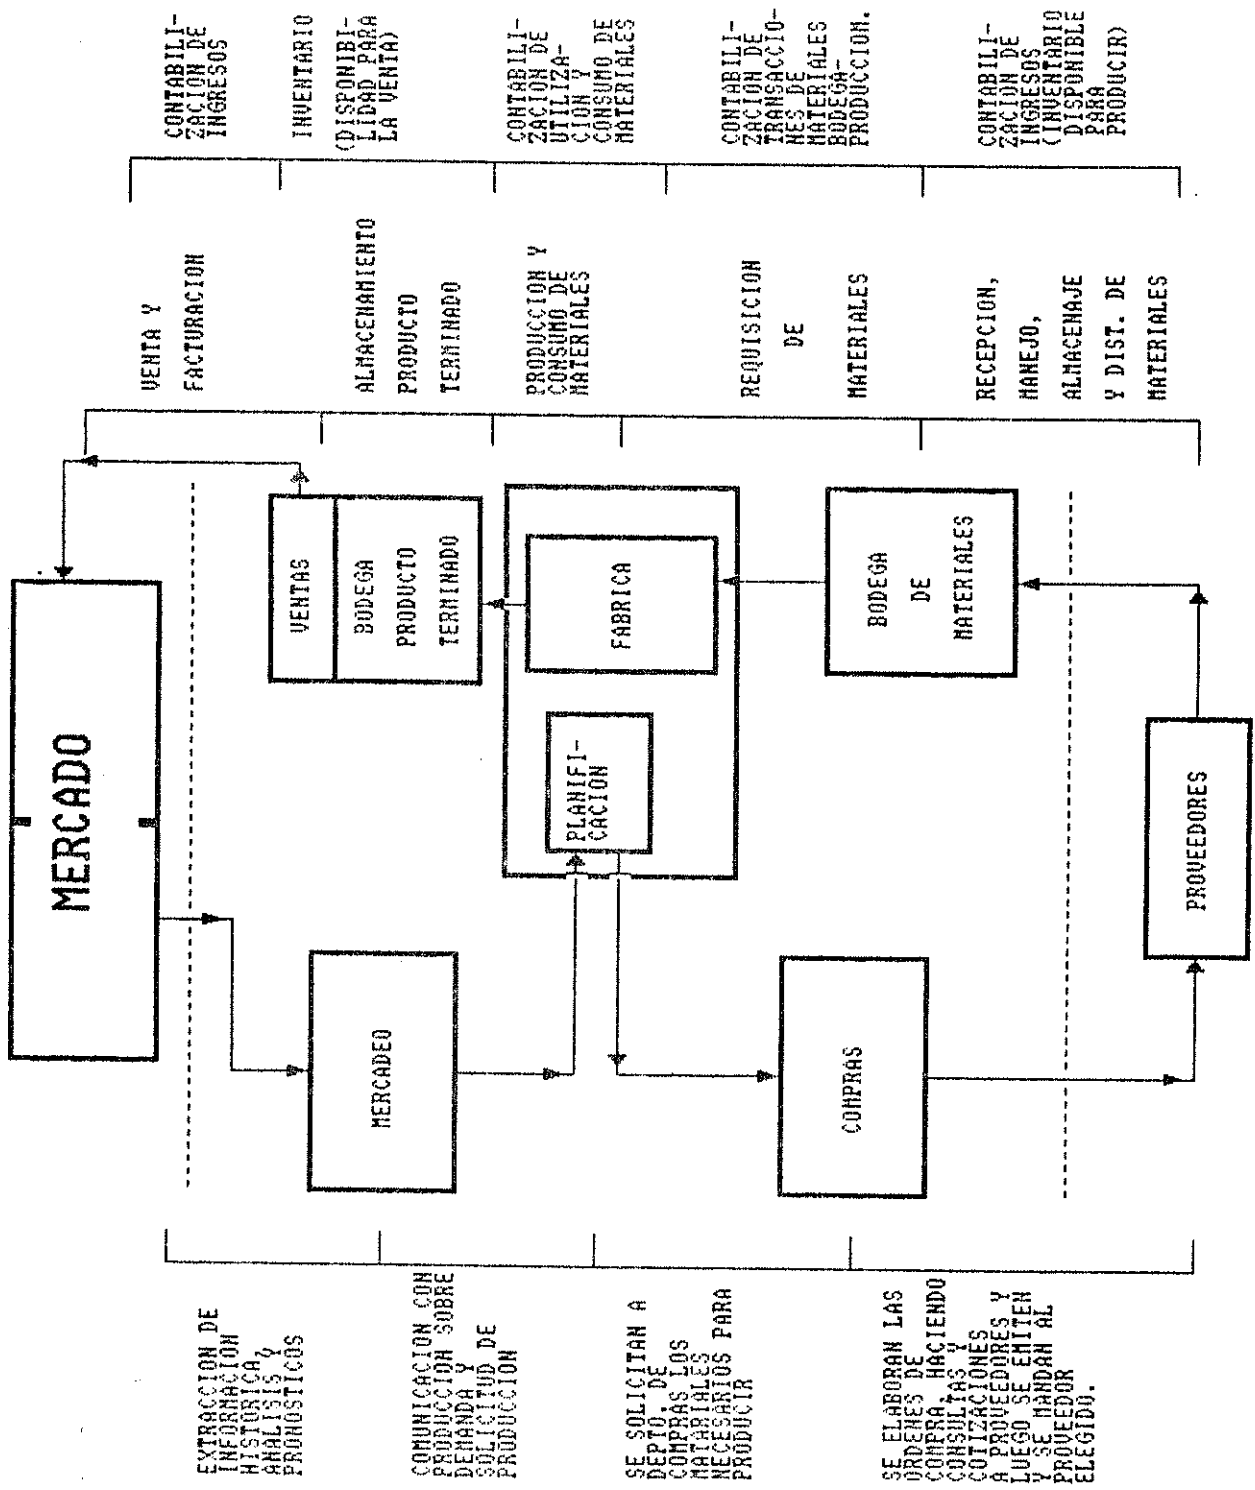 CONTABILI-
ZACION DE
INGRESOS
INVENTARIO
(DISPONIBI-
LIDAD PARA
LA VENTA)
CONTABILI-
ZACION DE
UTILIZA-
CION Y
CONSUMO DE
MATERIALES
CONTABILI-
ZACION DE
TRANSACCIO-
NES DE
MATERIALES
BODEGA-
PRODUCCION.
CONTABILI-
ZACION DE
INGRESOS
(INVENTARIO
DISPONIBLE
PARA
PRODUCIR)
VENTA Y
FACTURACION
ALMACENAMIENTO
PRODUCTO
TERMINADO
PRODUCCION Y
CONSUMO DE
MATERIALES
REQUISICION
DE
MATERIALES
RECEPCION,
MANEJO,
ALMACENAJE
Y DIST. DE
MATERIALES
MERCADO
VENTAS
BODEGA
PRODUCTO
TERMINADO
FABRICA
PLANIFI-
CACION
BODEGA
DE
MATERIALES
PROVEEDORES
MERCADEO
COMPRAS
EXTRACCION DE
INFORMACION
HISTORICA,
ANALISIS Y
PRONOSTICOS
COMUNICACION CON
PRODUCCION SOBRE
DEMANDA Y
SOLICITUD DE
PRODUCCION
SE SOLICITAN A
DEPTO. DE
COMPRAS LOS
MATARIALES
NECESARIOS PARA
PRODUCIR
SE ELABORAN LAS
ORDENES DE
COMPRA, HACIENDO
CONSULTAS Y
COTIZACIONES
A PROVEEDORES Y
LUEGO SE EMITEN
Y SE MANDAN AL
PROVEEDOR
ELEGIDO.